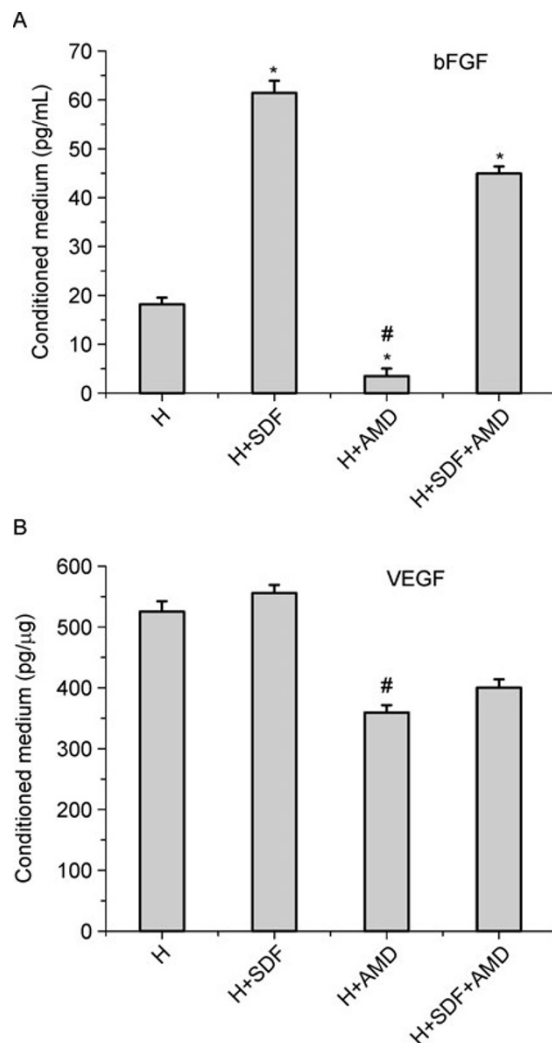 A
bFGF
Conditioned medium (pg/mL)
70
60
50
40
30
20
10
0
*
#
*
*
H
H+SDF
H+AMD
H+SDF+AMD
B
VEGF
Conditioned medium (pg/μg)
600
500
400
300
200
100
0
#
H
H+SDF
H+AMD
H+SDF+AMD